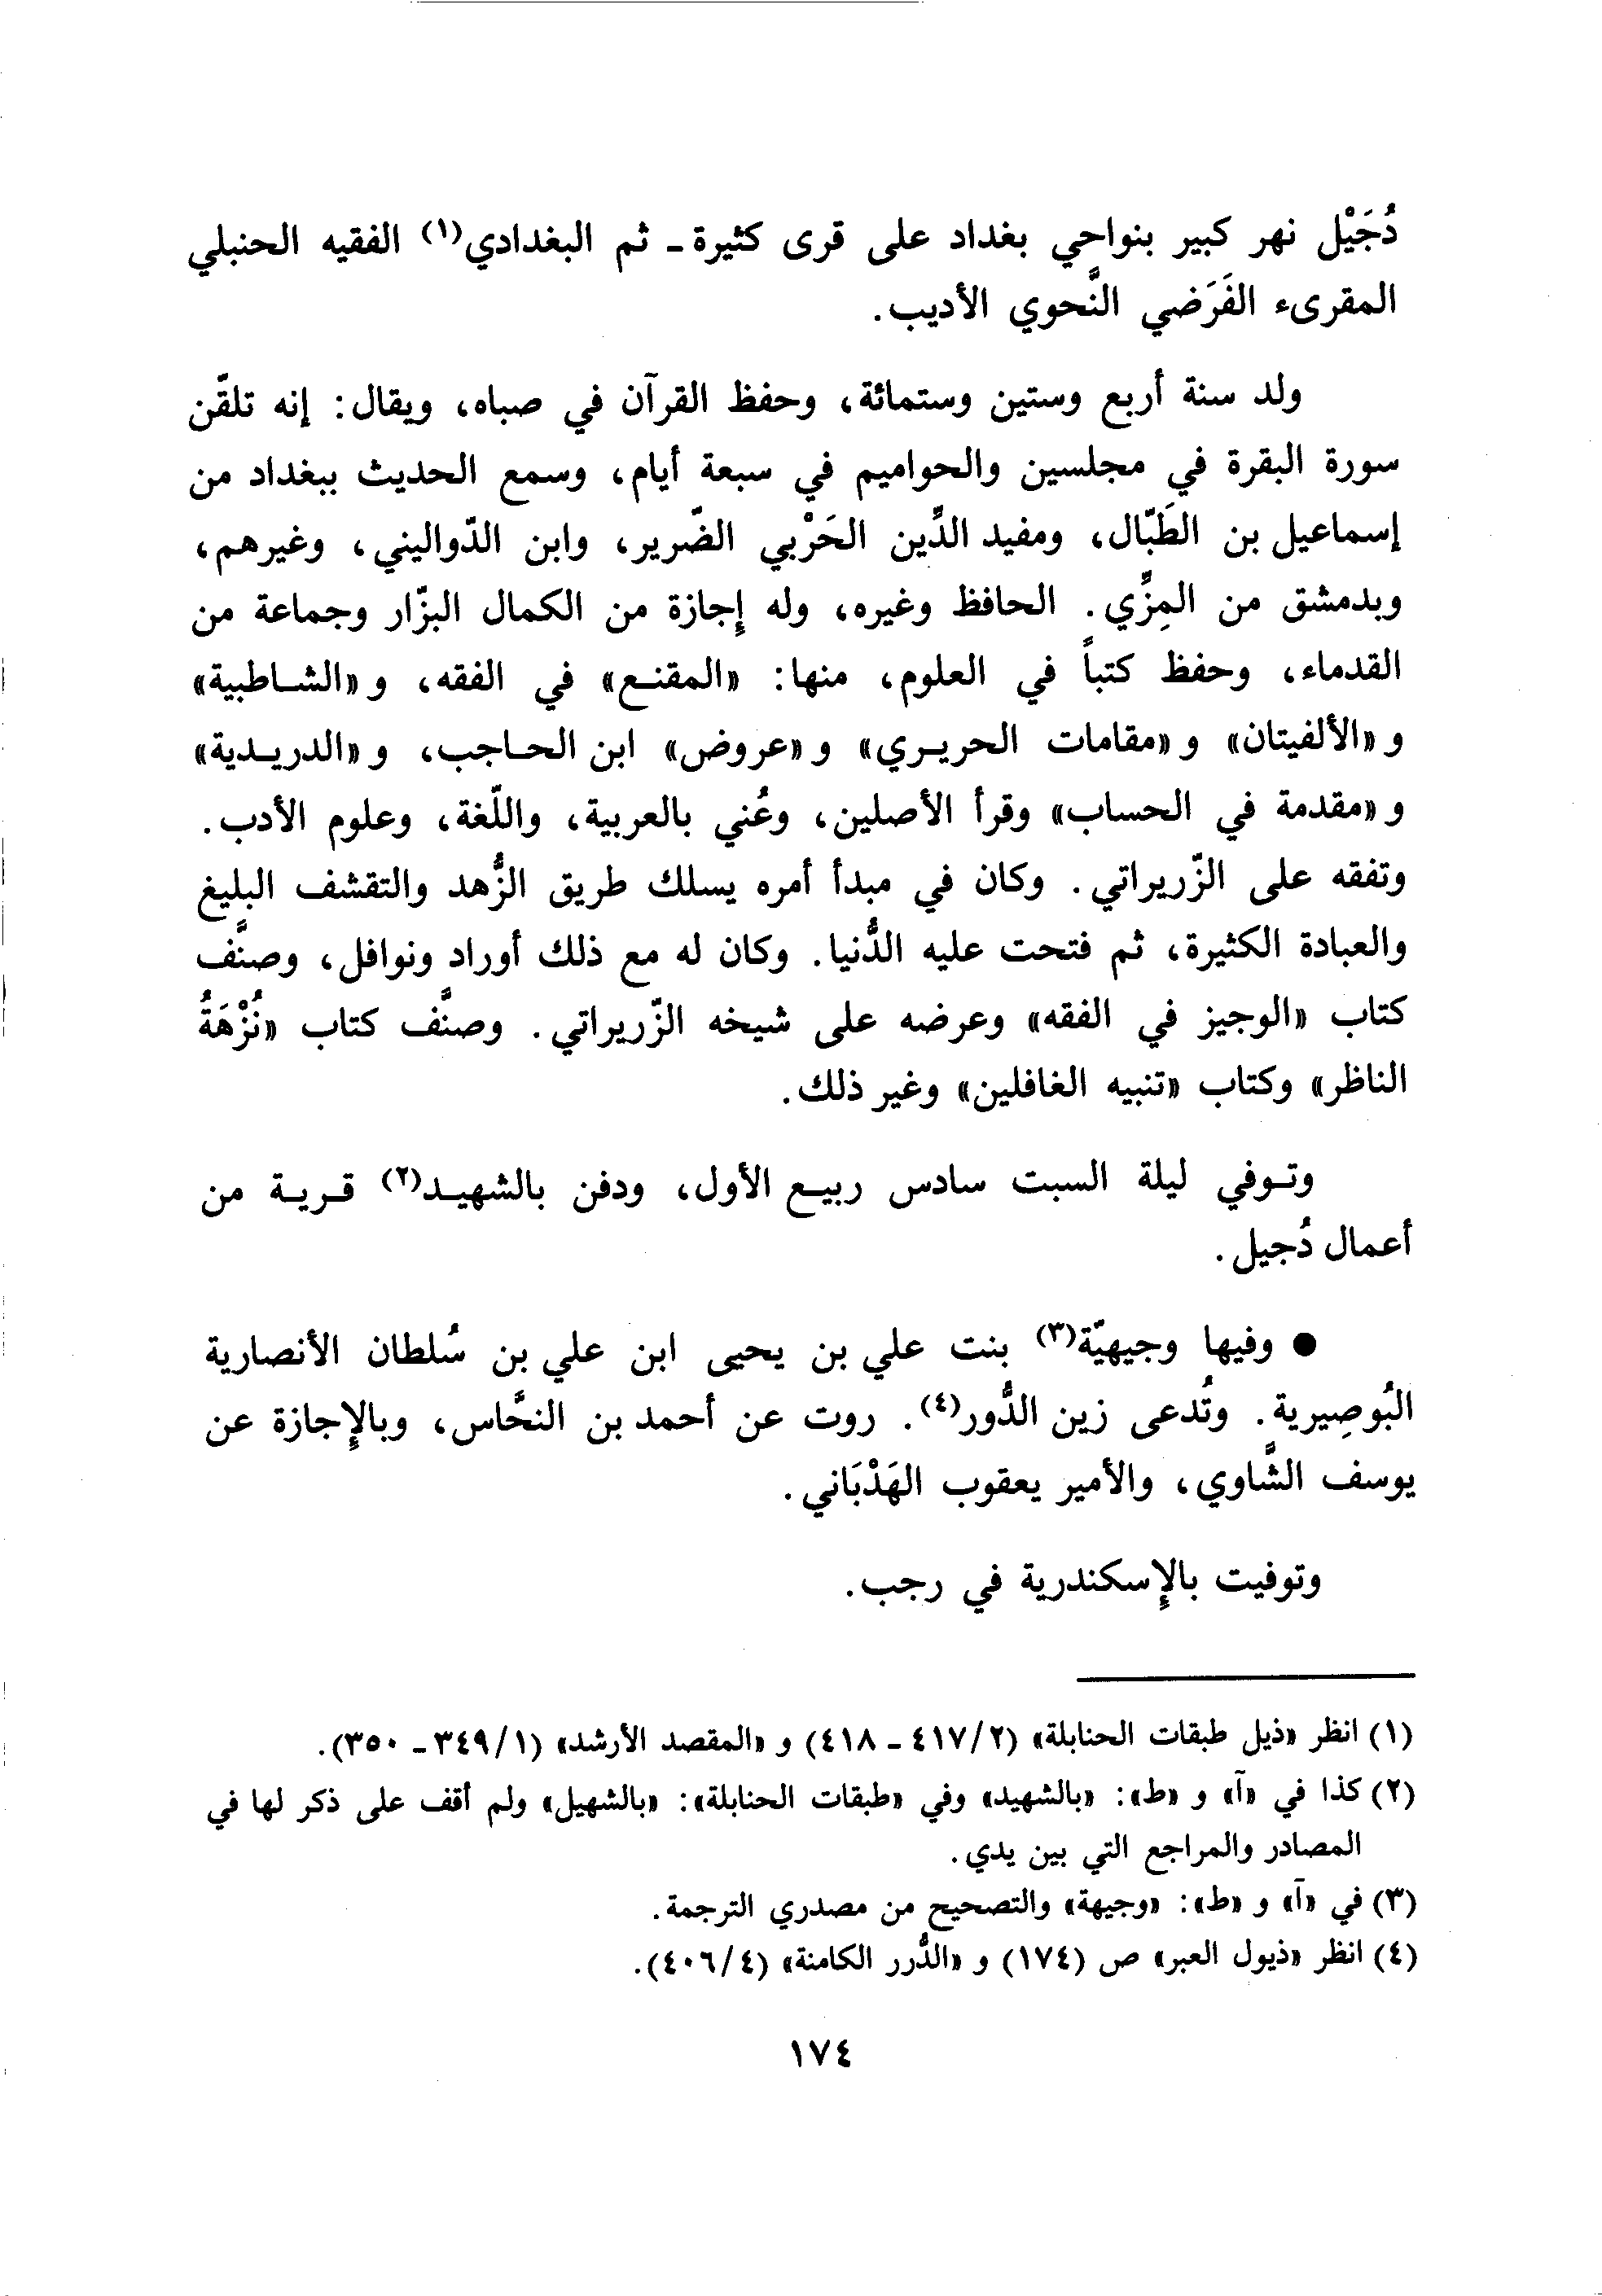 دُجَيْل نهر كبير بنواحي بغداد على قرى كثيرة ـ ثم البغدادي(١) الفقيه الحنبلي
المقرىء الفَرَضي النَّحوي الأديب.
ولد سنة أربع وستين وستمائة، وحفظ القرآن في صباه، ويقال: إنه تلقّن
سورة البقرة في مجلسين والحواميم في سبعة أيام، وسمع الحديث ببغداد من
إسماعيل بن الطَبّال، ومفيد الدِّين الحَرْبي الضّرير، وابن الدّواليني، وغيرهم،
وبدمشق من المِزِّي. الحافظ وغيره، وله إِجازة من الكمال البزّار وجماعة من
القدماء، وحفظ كتباً في العلوم، منها: «المقنع» في الفقه، و «الشاطبية»
و «الألفيتان» و «مقامات الحريري» و «عروض» ابن الحاجب، و «الدريدية»
و «مقدمة في الحساب» وقرأ الأصلين، وعُني بالعربية، واللّغة، وعلوم الأدب.
وتفقه على الزّريراتي. وكان في مبدأ أمره يسلك طريق الزُّهد والتقشف البليغ
والعبادة الكثيرة، ثم فتحت عليه الدُّنيا. وكان له مع ذلك أوراد ونوافل، وصنَّف
كتاب «الوجيز في الفقه» وعرضه على شيخه الزّريراتي. وصنَّف كتاب «نُزْهَةُ
الناظر» وكتاب «تنبيه الغافلين» وغير ذلك.
وتوفي ليلة السبت سادس ربيع الأول، ودفن بالشهيد(٢) قرية من
أعمال دُجيل.
● وفيها وجيهيّة(٣) بنت علي بن يحيى ابن علي بن سُلطان الأنصارية
البُوصِيرية. وتُدعى زين الدُّور(٤). روت عن أحمد بن النحَّاس، وبالإِجازة عن
يوسف الشَّاوي، والأمير يعقوب الهَذْبَاني.
وتوفيت بالإِسكندرية في رجب.
(١) انظر «ذيل طبقات الحنابلة» (٢/٤١٧ ـ ٤١٨) و «المقصد الأرشد» (١/٣٤٩ ـ ٣٥٠).
(٢) كذا في «آ» و «ط»: «بالشهيد» وفي «طبقات الحنابلة»: «بالشهيل» ولم أقف على ذكر لها في
المصادر والمراجع التي بين يدي.
(٣) في «آ» و «ط»: «وجيهة» والتصحيح من مصدري الترجمة.
(٤) انظر «ذيول العبر» ص (١٧٤) و «الدُّرر الكامنة» (٤/٤٠٦).
١٧٤